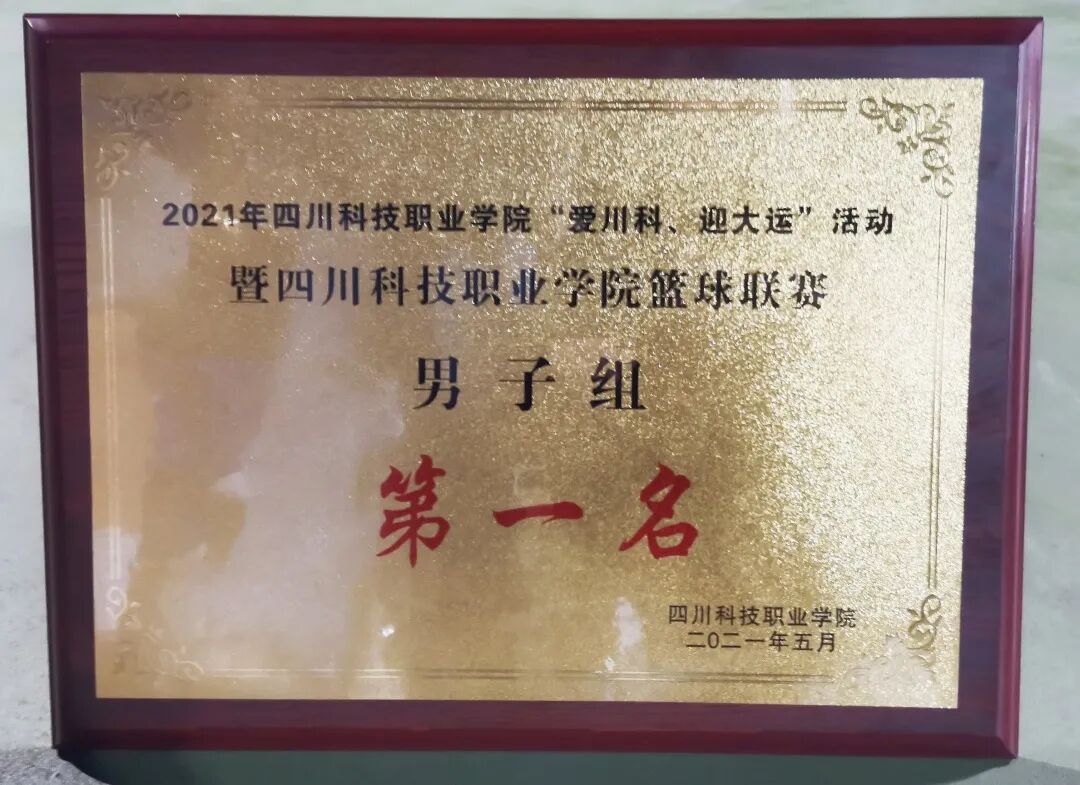 2021年四川科技职业学院“爱川科、迎大运”活动
暨四川科技职业学院篮球联赛
男子组
第一名
四川科技职业学院
二〇二一年五月